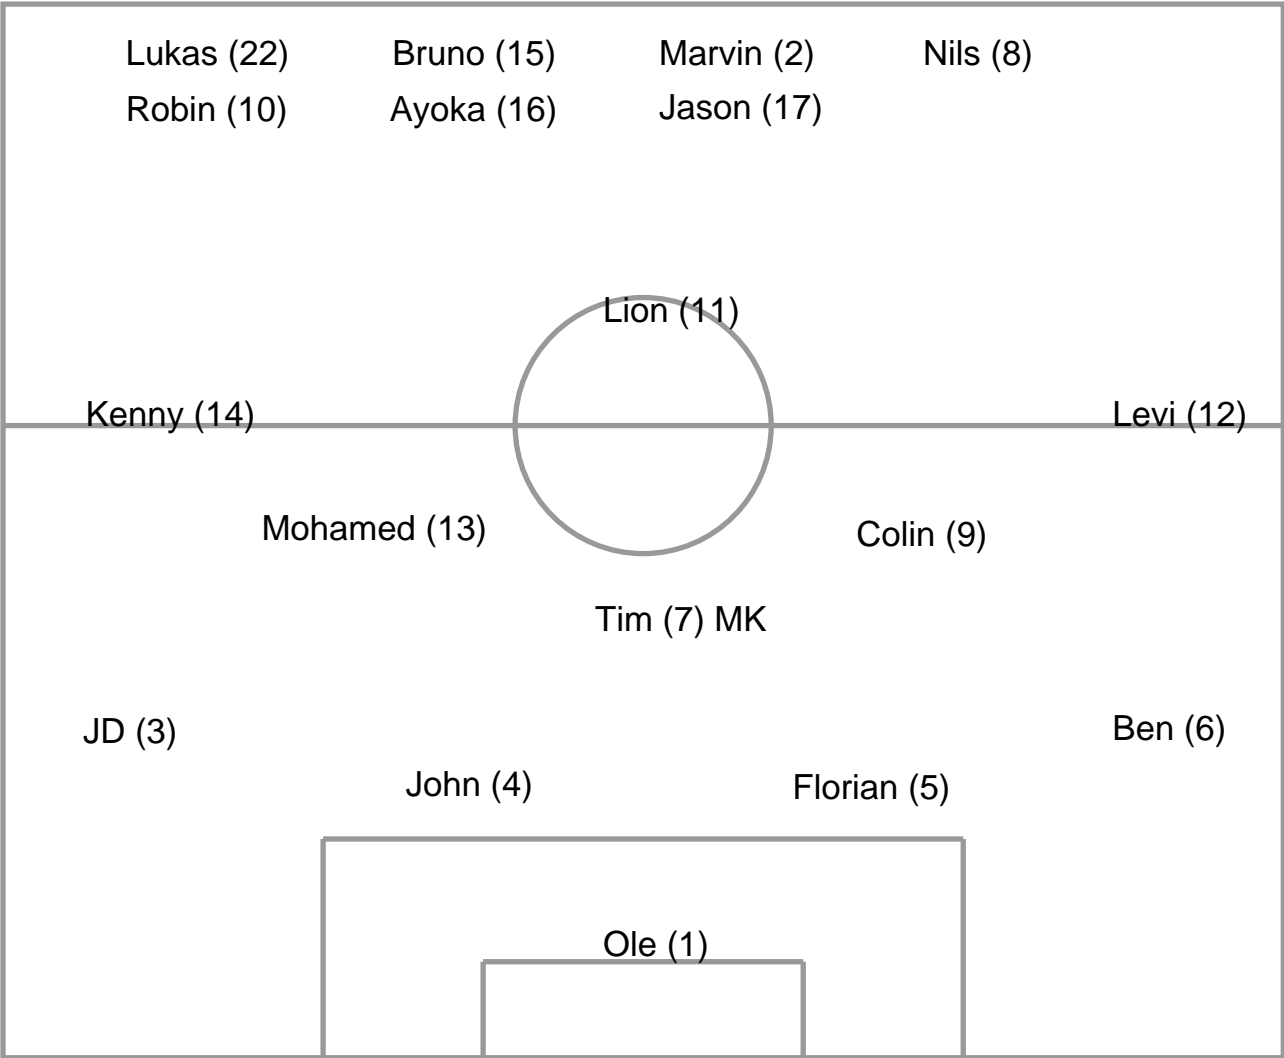 Lukas (22) Bruno (15) Marvin (2) Nils (8)
Robin (10) Ayoka (16) Jason (17)
Lion (11)
Kenny (14) Levi (12)
Mohamed (13) Colin (9)
Tim (7) MK
JD (3) Ben (6)
John (4) Florian (5)
Ole (1)